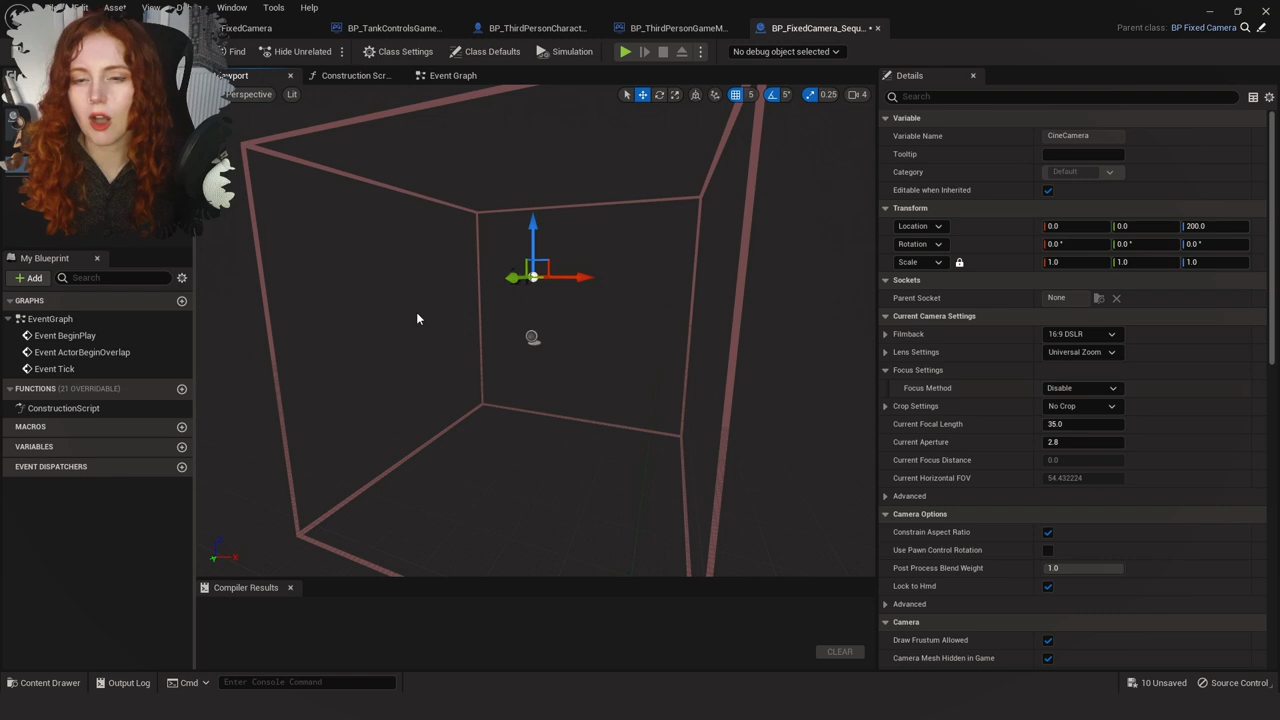 Asset
Window
Tools
Help
FixedCamera
BP_TankControlsGame...
BP_ThirdPersonCharact...
BP_ThirdPersonGameM...
BP_FixedCamera_Sequ...•
Parent class: BP Fixed Camera
Find
Hide Unrelated
Class Settings
Class Defaults
Simulation
No debug object selected
Construction Scr...
Event Graph
Details
Perspective
Lit
5
5°
0.25
4
Search
Variable
Variable Name
CineCamera
Tooltip
Category
Default
Editable when Inherited
Transform
Location
0.0
0.0
200.0
Rotation
0.0 °
0.0 °
0.0 °
Scale
1.0
1.0
1.0
Sockets
Parent Socket
None
Current Camera Settings
Filmback
16:9 DSLR
Lens Settings
Universal Zoom
Focus Settings
Focus Method
Disable
Crop Settings
No Crop
Current Focal Length
35.0
Current Aperture
2.8
Current Focus Distance
0.0
Current Horizontal FOV
54.432224
Advanced
Camera Options
Constrain Aspect Ratio
Use Pawn Control Rotation
Post Process Blend Weight
1.0
Lock to Hmd
Advanced
Camera
Draw Frustum Allowed
Camera Mesh Hidden in Game
My Blueprint
Add
Search
GRAPHS
EventGraph
Event BeginPlay
Event ActorBeginOverlap
Event Tick
FUNCTIONS (21 OVERRIDABLE)
ConstructionScript
MACROS
VARIABLES
EVENT DISPATCHERS
Compiler Results
CLEAR
Content Drawer
Output Log
Cmd
Enter Console Command
10 Unsaved
Source Control